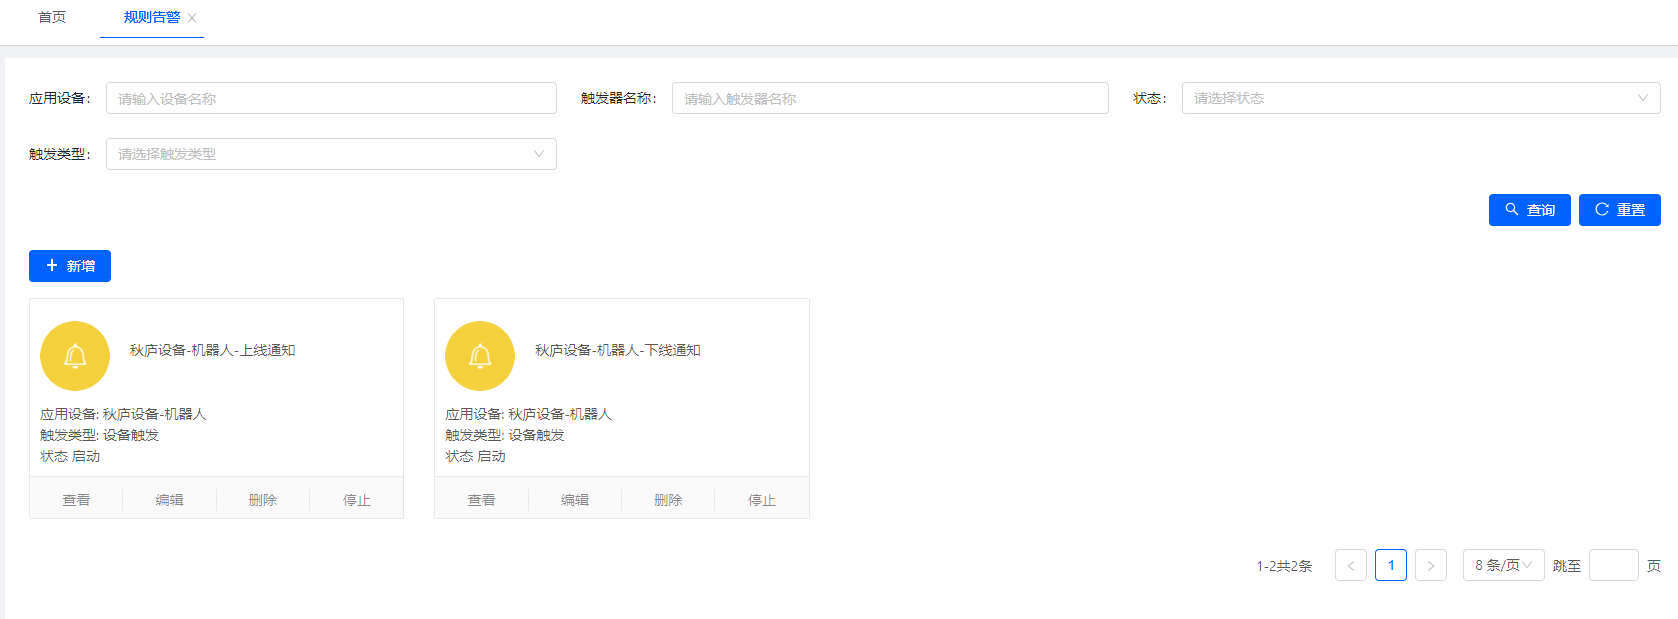 首页 规则告警
应用设备: 请输入设备名称 触发器名称: 请输入触发器名称 状态: 请选择状态
触发类型: 请选择触发类型
查询 重置
新增
秋庐设备-机器人-上线通知
应用设备: 秋庐设备-机器人
触发类型: 设备触发
状态 启动
查看 编辑 删除 停止
秋庐设备-机器人-下线通知
应用设备: 秋庐设备-机器人
触发类型: 设备触发
状态 启动
查看 编辑 删除 停止
1-2共2条 < 1 > 8 条/页 跳至 页